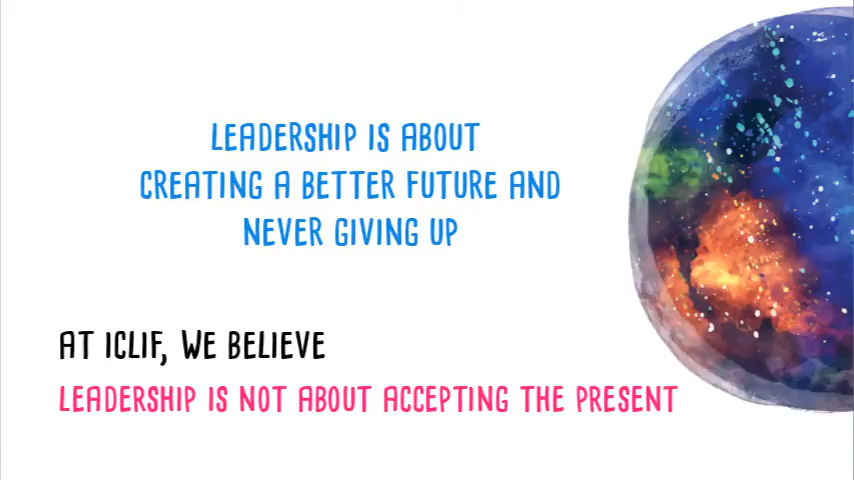 LEADERSHIP IS ABOUT
CREATING A BETTER FUTURE AND
NEVER GIVING UP
AT ICLIF, WE BELIEVE
LEADERSHIP IS NOT ABOUT ACCEPTING THE PRESENT